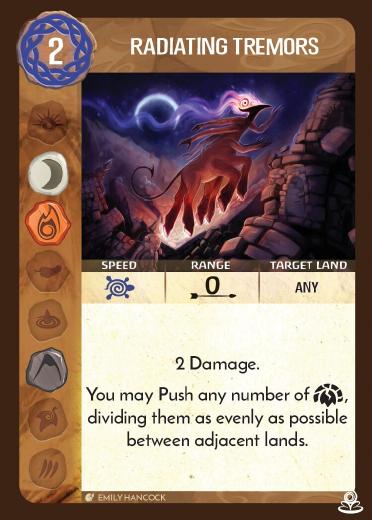 2
RADIATING TREMORS
SPEED RANGE TARGET LAND
0 ANY
2 Damage.
You may Push any number of ,
dividing them as evenly as possible
between adjacent lands.
EMILY HANCOCK